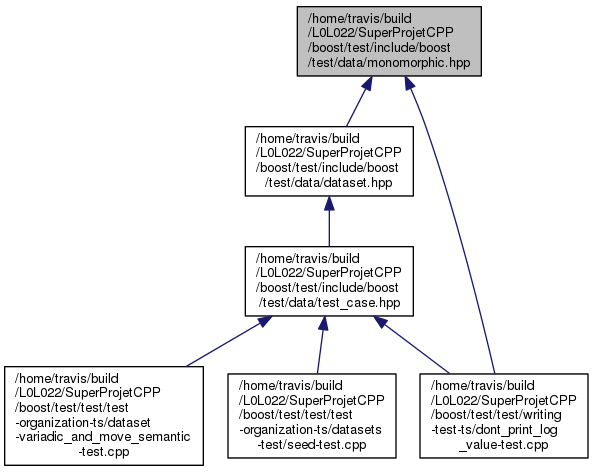 /home/travis/build
/L0L022/SuperProjetCPP
/boost/test/include/boost
/test/data/monomorphic.hpp
/home/travis/build
/L0L022/SuperProjetCPP
/boost/test/include/boost
/test/data/dataset.hpp
/home/travis/build
/L0L022/SuperProjetCPP
/boost/test/include/boost
/test/data/test_case.hpp
/home/travis/build
/L0L022/SuperProjetCPP
/boost/test/test/test
-organization-ts/dataset
-variadic_and_move_semantic
-test.cpp
/home/travis/build
/L0L022/SuperProjetCPP
/boost/test/test/test
-organization-ts/datasets
-test/seed-test.cpp
/home/travis/build
/L0L022/SuperProjetCPP
/boost/test/test/writing
-test-ts/dont_print_log
_value-test.cpp